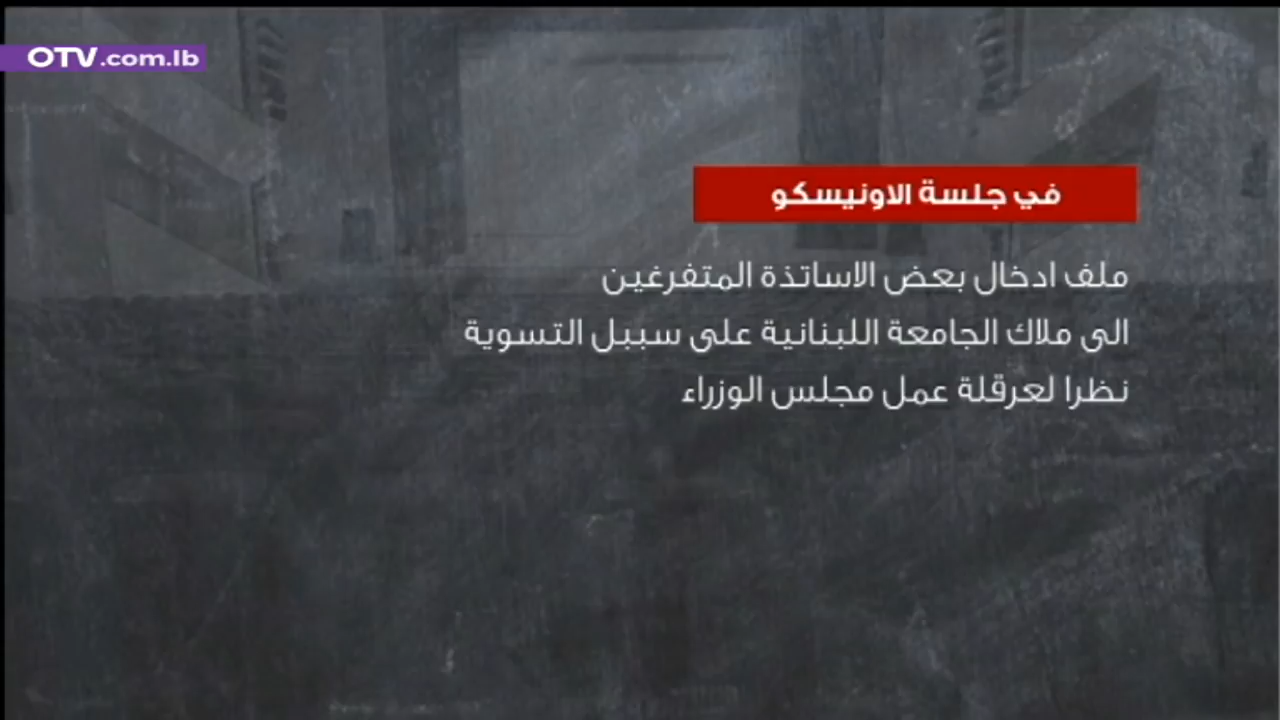 OTV.com.lb
في جلسة الاونيسكو
ملف ادخال بعض الاساتذة المتفرغين
الى ملاك الجامعة اللبنانية على سبيل التسوية
نظرا لعرقلة عمل مجلس الوزراء